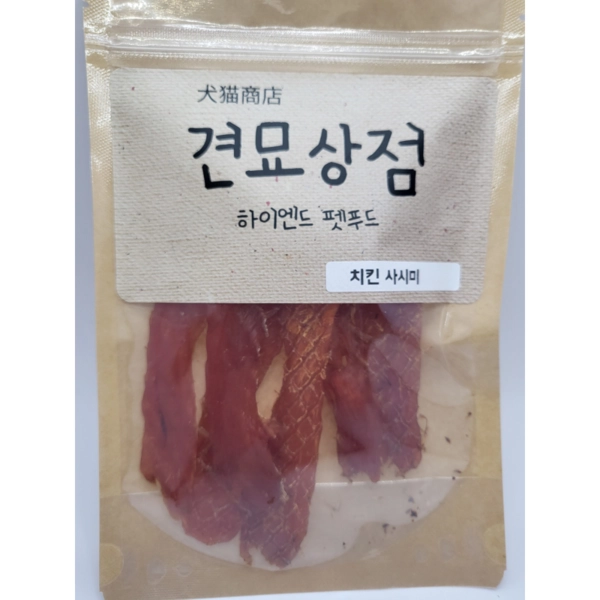 犬猫商店
견묘상점
하이엔드 펫푸드
치킨 사시미